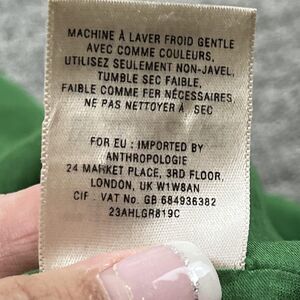 MACHINE À LAVER FROID GENTLE
AVEC COMME COULEURS,
UTILISEZ SEULEMENT NON-JAVEL,
TUMBLE SEC FAIBLE,
FAIBLE COMME FER NÉCESSAIRES,
NE PAS NETTOYER À SEC
FOR EU : IMPORTED BY
ANTHROPOLOGIE
24 MARKET PLACE, 3RD FLOOR,
LONDON, UK W1W8AN
CIF : VAT No. GB 684936382
23AHLGR819C